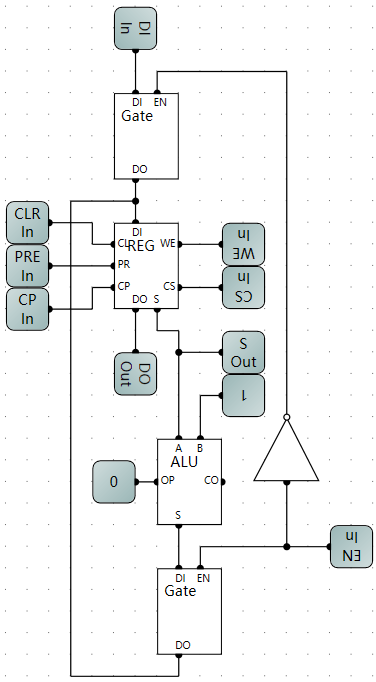 DI
In
DI EN
Gate
DO
CLR
In
PRE
In
CP
In
DI
CL
REG
WE
PR
CP
CS
DO S
WE
In
CS
In
DO
Out
S
Out
1
A B
ALU
OP
CO
S
0
EN
In
DI EN
Gate
DO